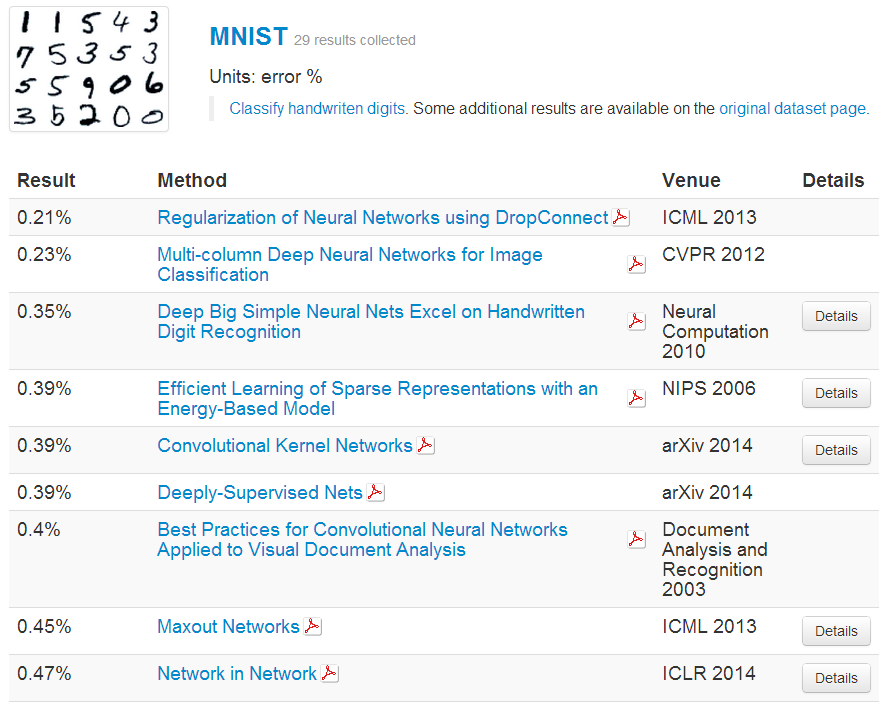 1 1 5 4 3
7 5 3 5 3
5 5 9 0 6
3 5 2 0 0
MNIST 29 results collected
Units: error %
Classify handwriten digits. Some additional results are available on the original dataset page.
Result Method Venue Details
0.21% Regularization of Neural Networks using DropConnect ICML 2013
0.23% Multi-column Deep Neural Networks for Image CVPR 2012
Classification
0.35% Deep Big Simple Neural Nets Excel on Handwritten Neural Details
Digit Recognition Computation
2010
0.39% Efficient Learning of Sparse Representations with an NIPS 2006 Details
Energy-Based Model
0.39% Convolutional Kernel Networks arXiv 2014 Details
0.39% Deeply-Supervised Nets arXiv 2014
0.4% Best Practices for Convolutional Neural Networks Document
Applied to Visual Document Analysis Analysis and
Recognition
2003
0.45% Maxout Networks ICML 2013 Details
0.47% Network in Network ICLR 2014 Details